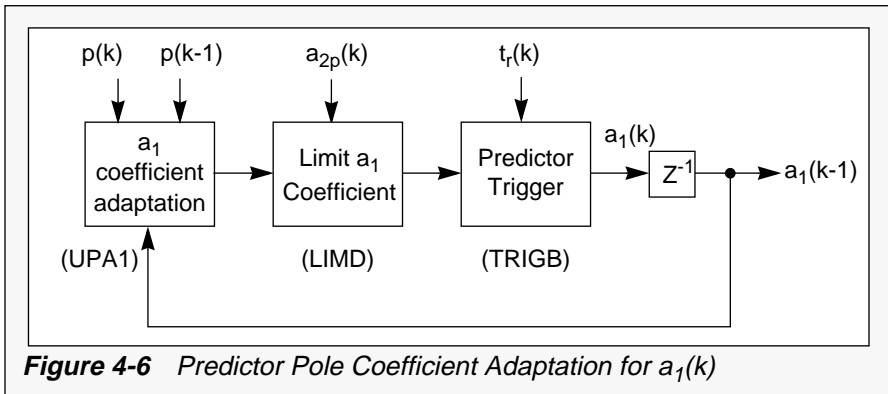 p(k) p(k-1) a2p(k) tr(k)
a1 coefficient adaptation
Limit a1 Coefficient
Predictor Trigger
a1(k)
Z-1
a1(k-1)
(UPA1) (LIMD) (TRIGB)
Figure 4-6 Predictor Pole Coefficient Adaptation for a1(k)